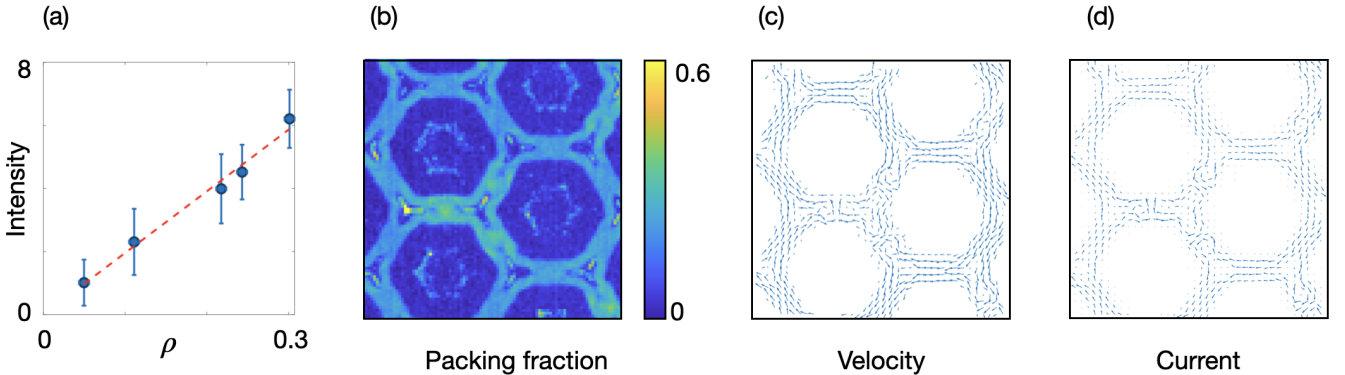 (a)
(b)
(c)
(d)
8
0.6
Intensity
0
0
0
ρ
0.3
Packing fraction
Velocity
Current